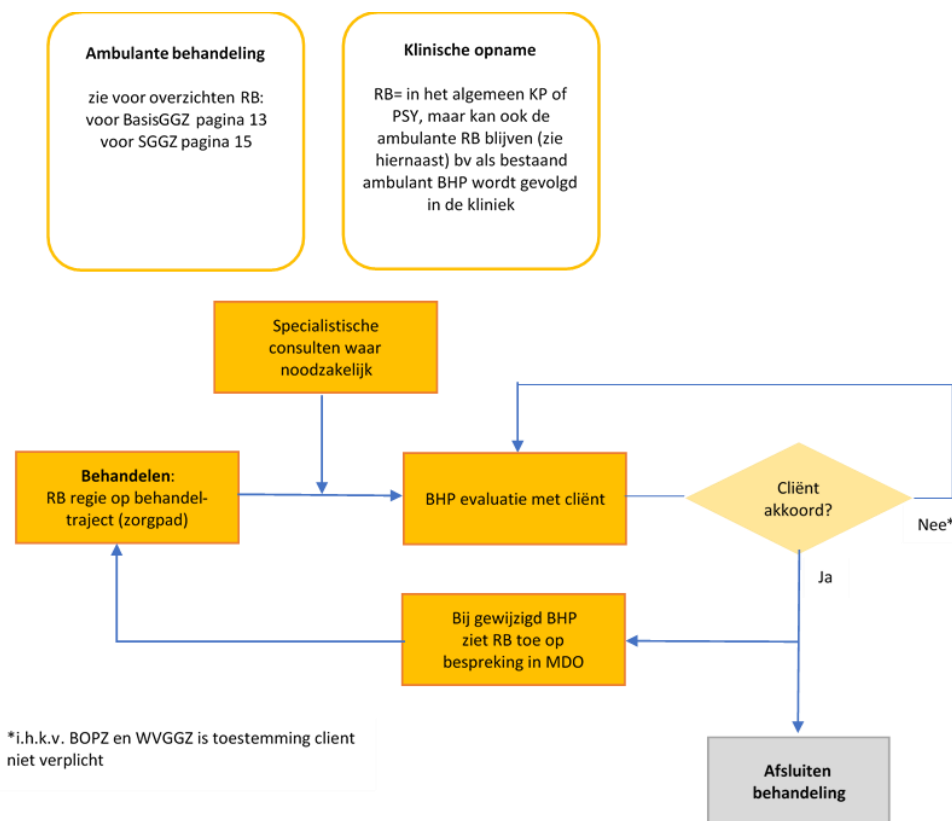 Ambulante behandeling
zie voor overzichten RB:
voor BasisGGZ pagina 13
voor SGGZ pagina 15
Klinische opname
RB= in het algemeen KP of
PSY, maar kan ook de
ambulante RB blijven (zie
hiernaast) bv als bestaand
ambulant BHP wordt gevolgd
in de kliniek
Specialistische
consulten waar
noodzakelijk
Behandelen:
RB regie op behandel-
traject (zorgpad)
BHP evaluatie met cliënt
Cliënt
akkoord?
Nee*
Ja
Bij gewijzigd BHP
ziet RB toe op
bespreking in MDO
*i.h.k.v. BOPZ en WVGGZ is toestemming client
niet verplicht
Afsluiten
behandeling